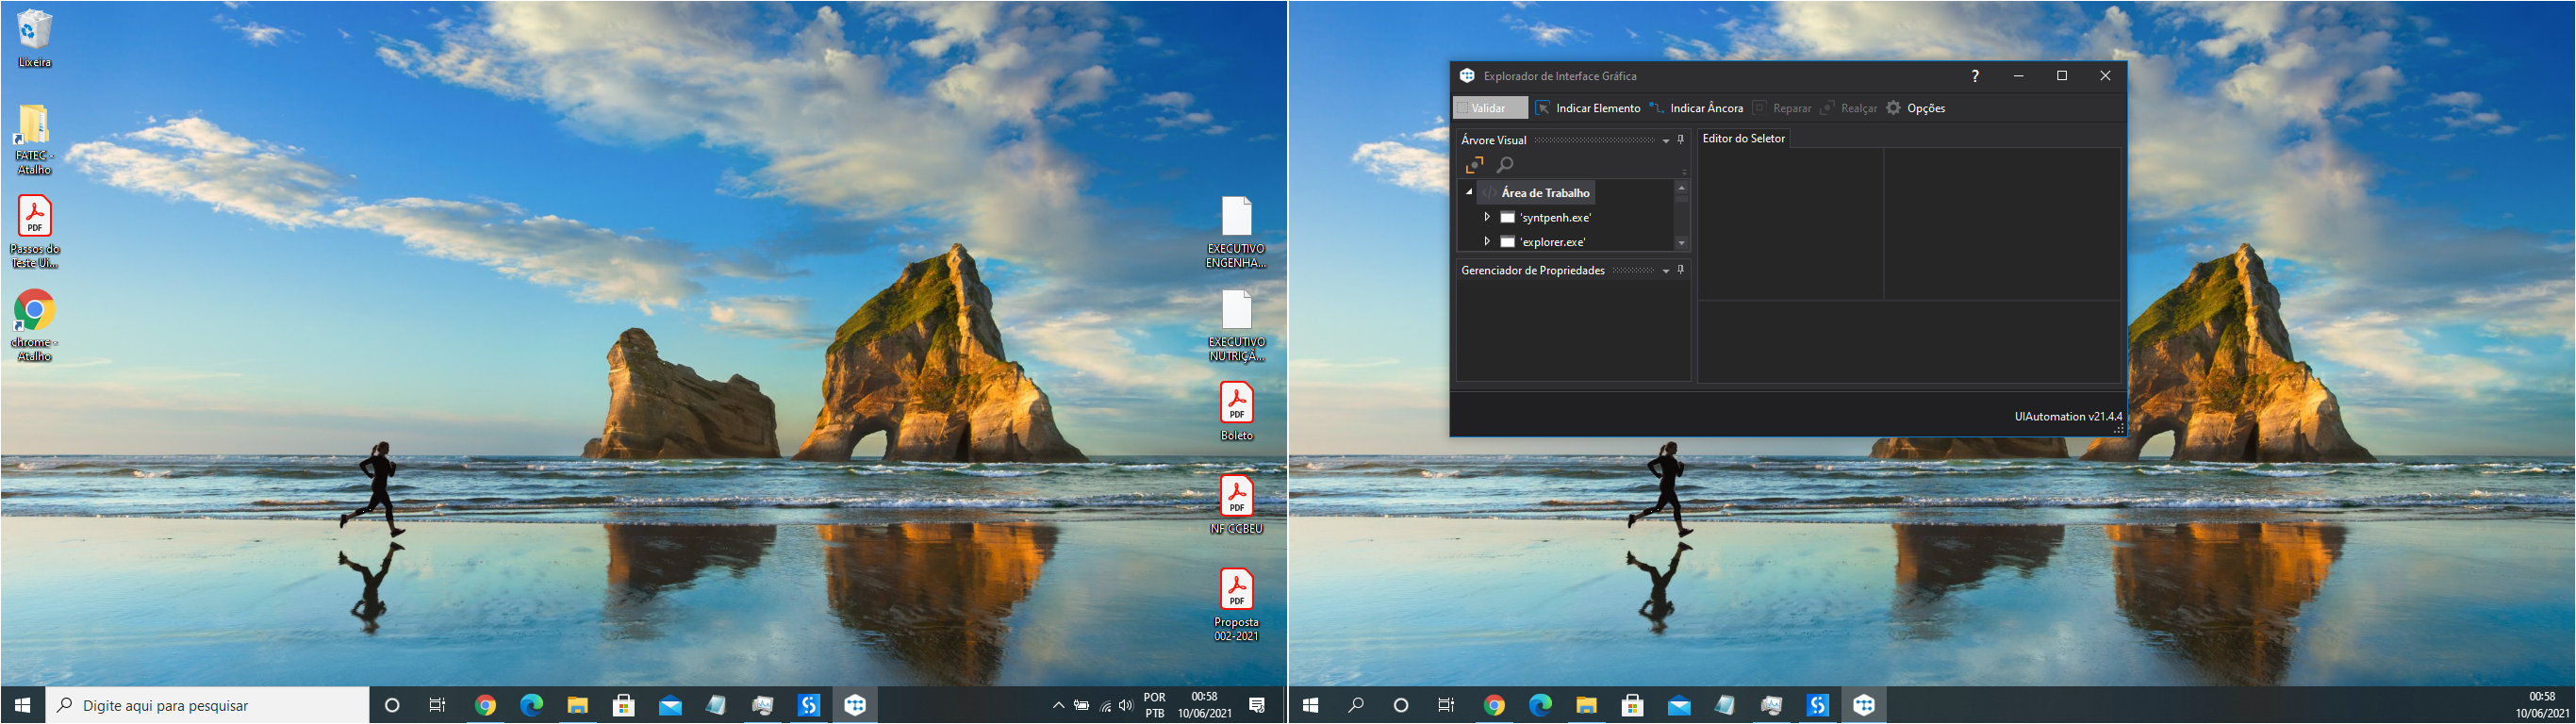 Lixeira
FATEC -
Atalho
PDF
Passos do
Teste Ui...
chrome -
Atalho
EXECUTIVO
ENGENHA...
EXECUTIVO
NUTRIÇÃ...
PDF
Boleto
PDF
NF CCBEU
PDF
Proposta
002-2021
Digite aqui para pesquisar
POR
PTB
00:58
10/06/2021
Explorador de Interface Gráfica
?
Validar Indicar Elemento Indicar Âncora Reparar Realçar Opções
Árvore Visual
Área de Trabalho
'syntpenh.exe'
'explorer.exe'
Gerenciador de Propriedades
Editor do Seletor
UIAutomation v21.4.4
00:58
10/06/2021